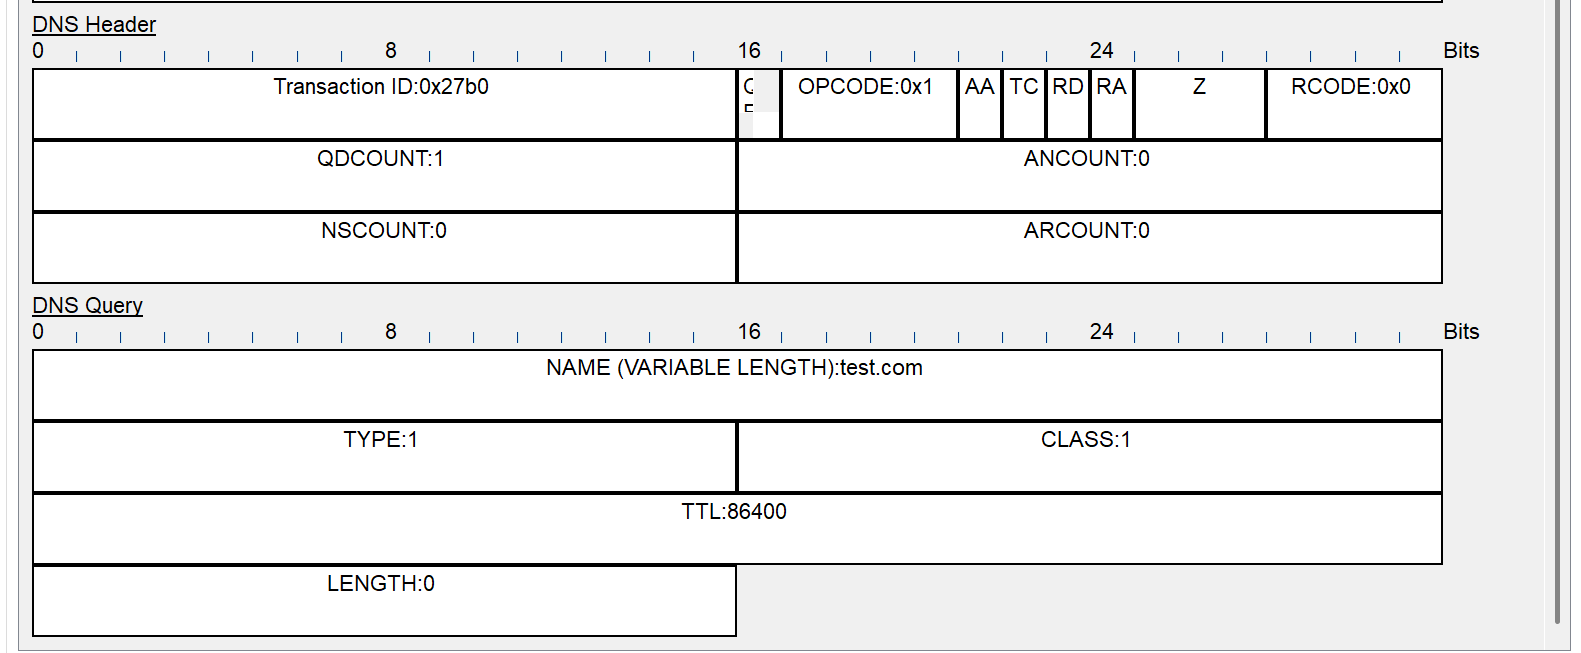 DNS Header
0 8 16 24 Bits
Transaction ID:0x27b0 OPCODE:0x1 AA TC RD RA Z RCODE:0x0
QDCOUNT:1 ANCOUNT:0
NSCOUNT:0 ARCOUNT:0
DNS Query
0 8 16 24 Bits
NAME (VARIABLE LENGTH):test.com
TYPE:1 CLASS:1
TTL:86400
LENGTH:0